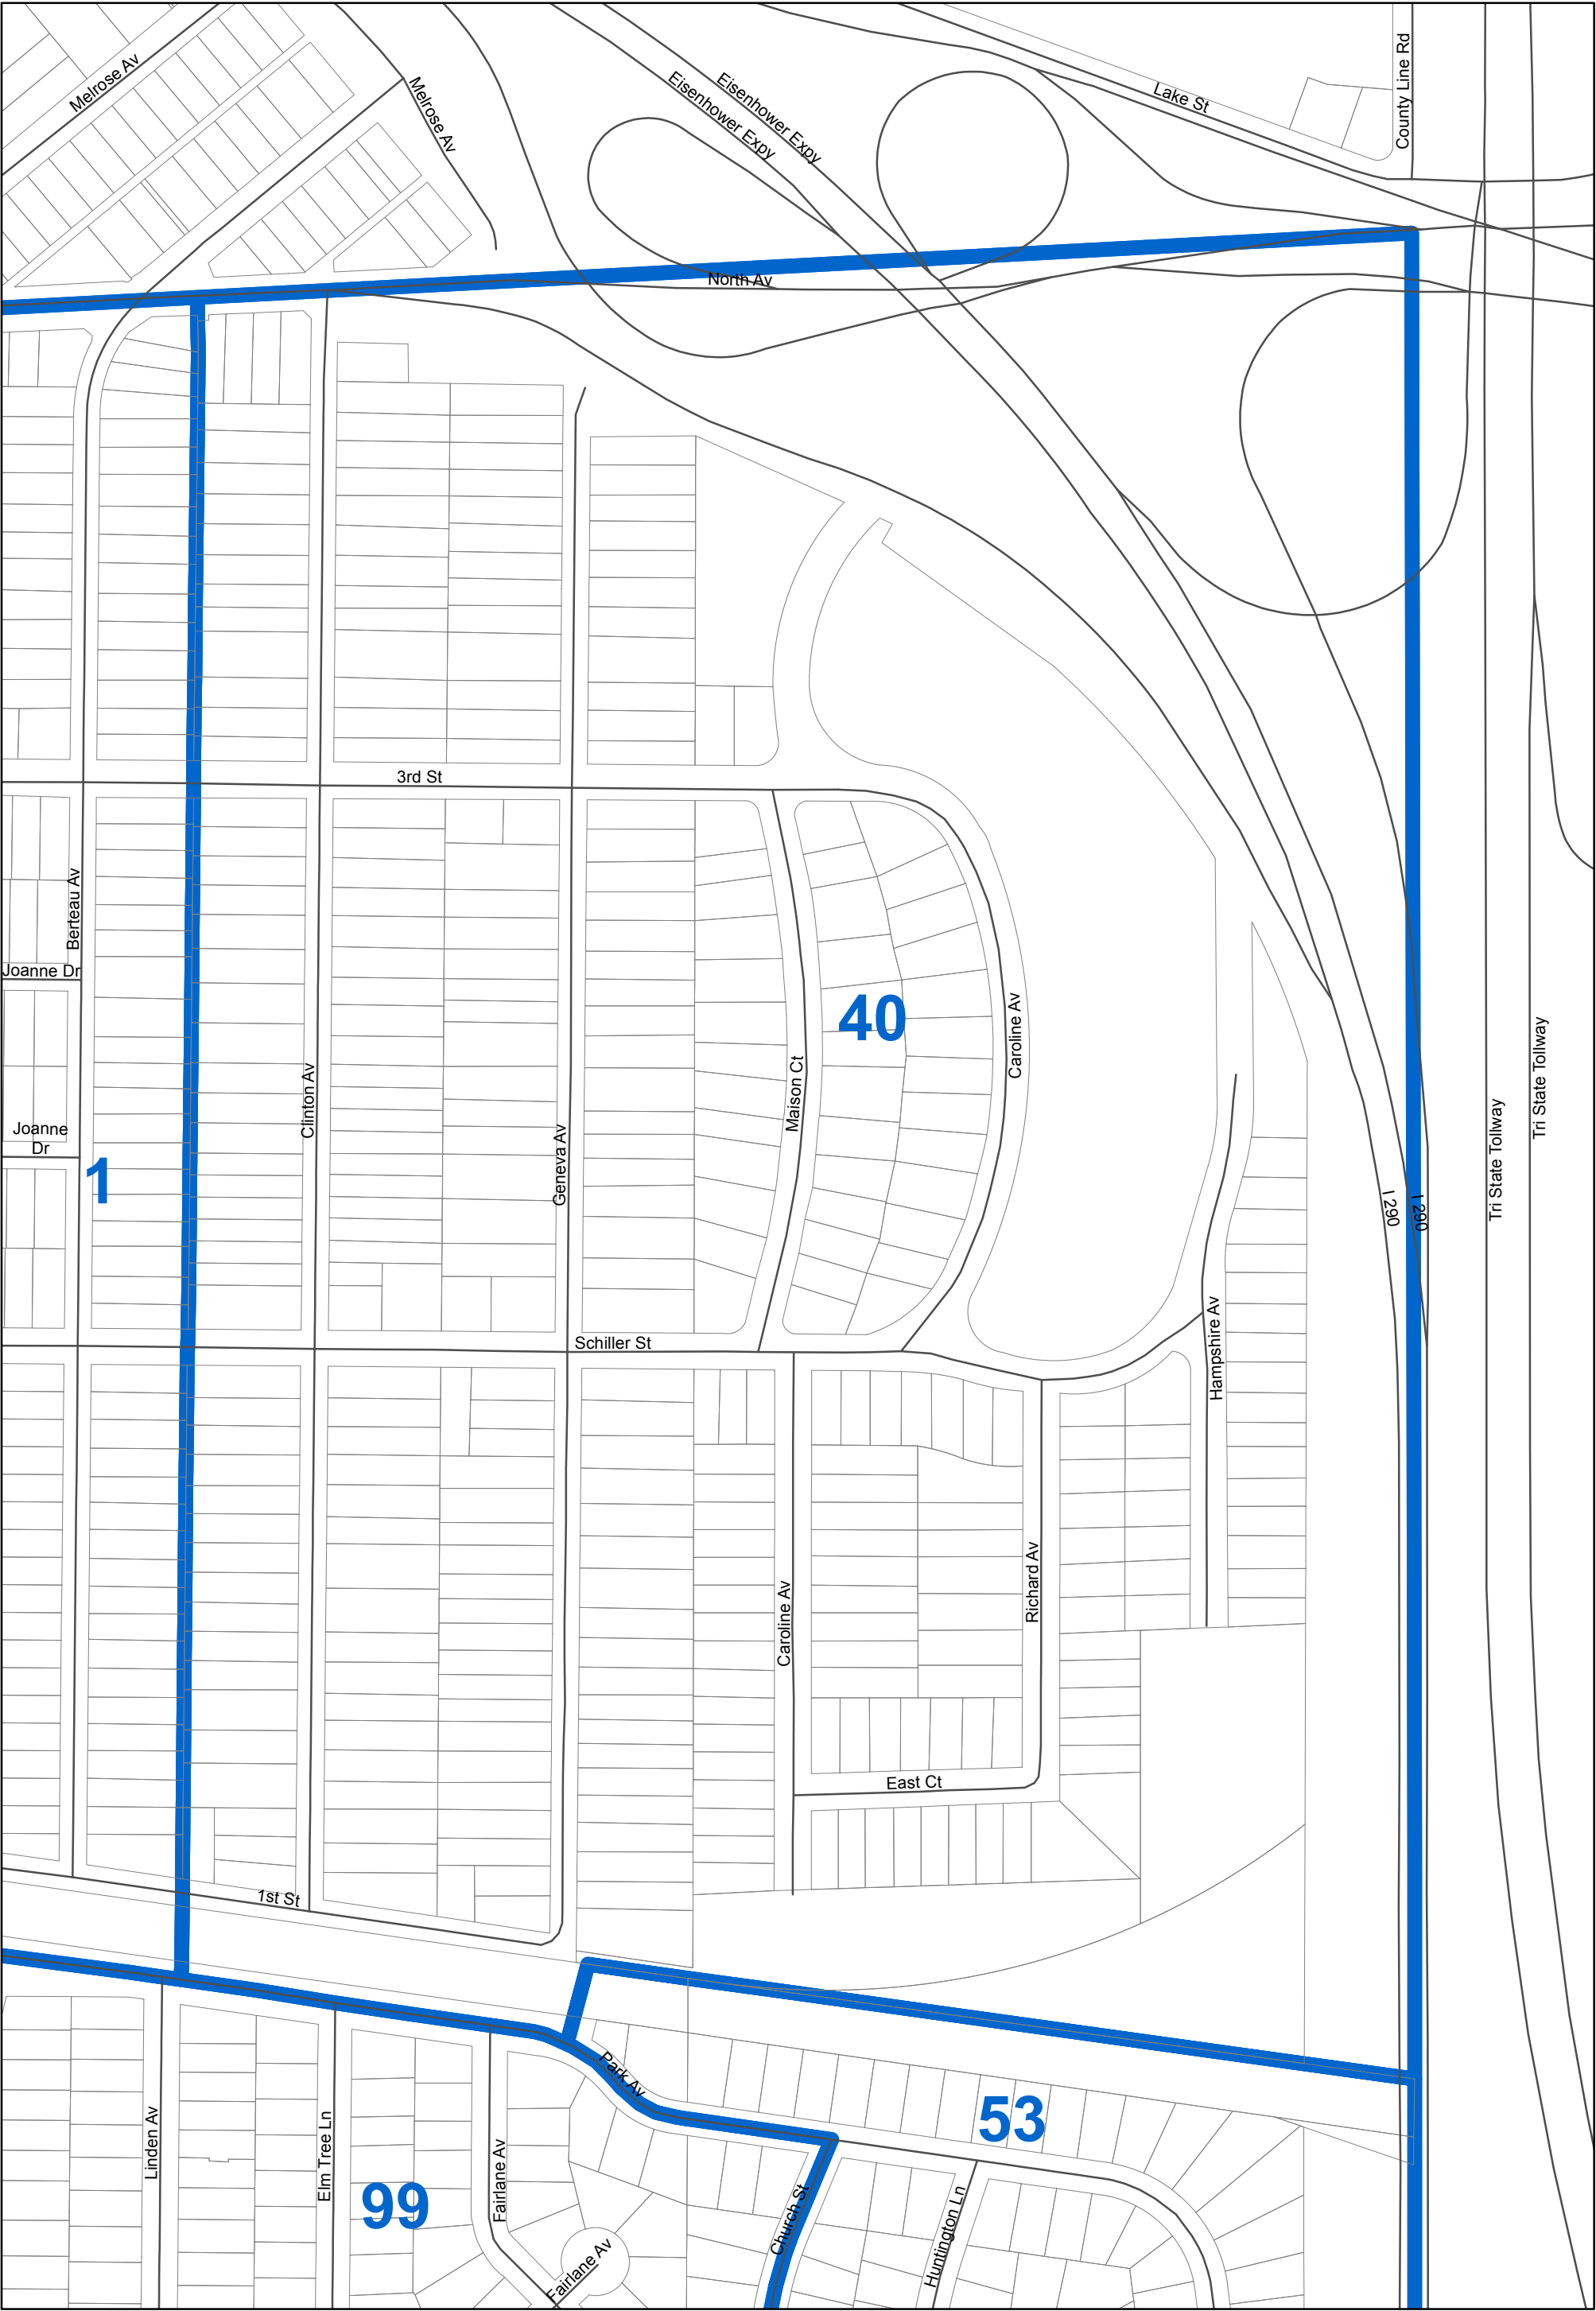 Melrose Av
Melrose Av
Eisenhower Expy
Eisenhower Expy
Lake St
County Line Rd
North Av
3rd St
Berteau Av
Joanne Dr
Joanne
Dr
1
Clinton Av
Geneva Av
Maison Ct
40
Caroline Av
Tri State Tollway
Tri State Tollway
I 290
I 290
Schiller St
Hampshire Av
Caroline Av
Richard Av
East Ct
1st St
Park Av
53
Linden Av
Elm Tree Ln
99
Fairlane Av
Fairlane Av
Church St
Huntington Ln